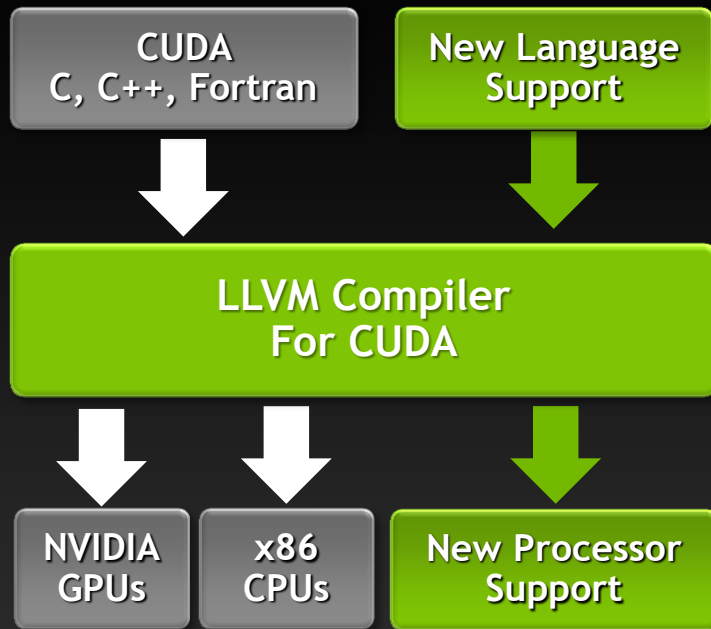 CUDA
C, C++, Fortran
New Language
Support
LLVM Compiler
For CUDA
NVIDIA
GPUs
x86
CPUs
New Processor
Support